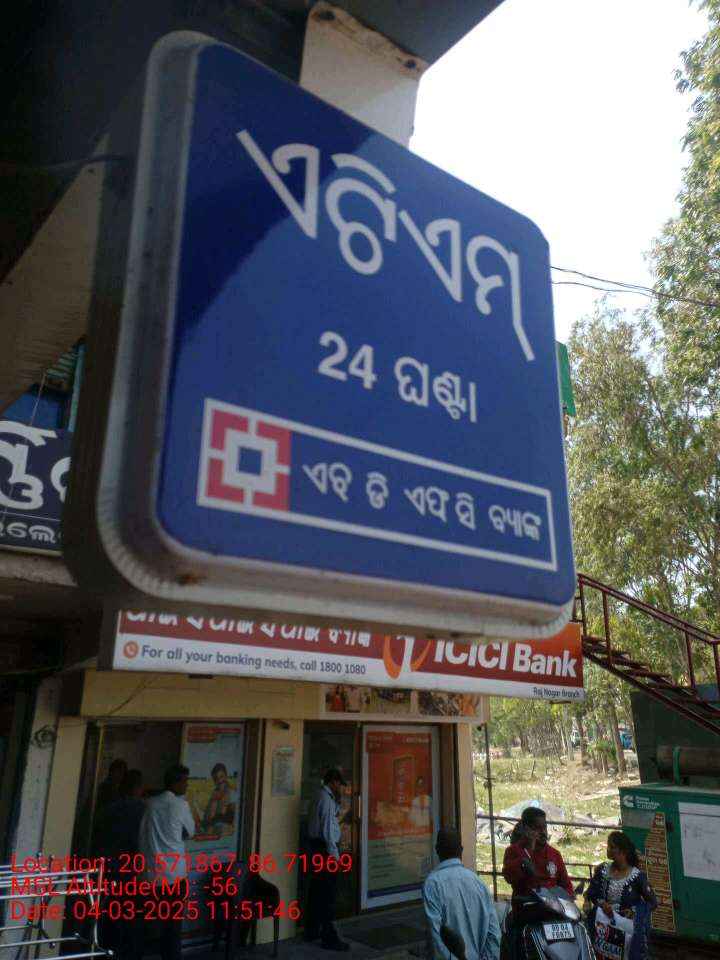 ଏଟିଏମ୍
24 ଘଣ୍ଟା
ଏଚ୍ ଡି ଏଫ୍ ସି ବ୍ୟାଙ୍କ
ICICI Bank
For all your banking needs, call 1800 1080
Raj Nagar Branch
Location: 20.571867, 86.71969
MSL Altitude(M): -56
Date: 04-03-2025 11:51:46